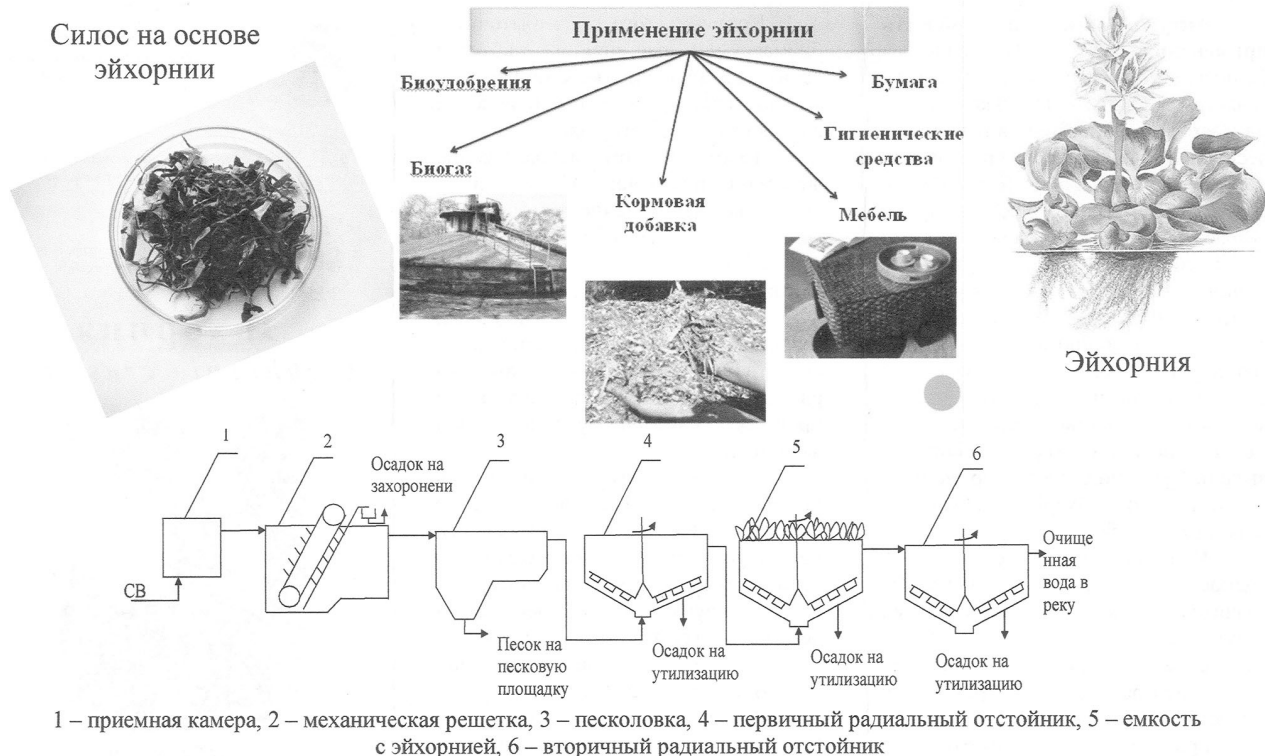 Силос на основе
эйхорнии
Применение эйхорнии
Биоудобрения
Бумага
Гигиенические
средства
Биогаз
Кормовая
добавка
Мебель
Эйхорния
1
2
3
4
5
6
Осадок на
захоронени
СВ
Песок на
песковую
площадку
Осадок на
утилизацию
Осадок на
утилизацию
Осадок на
утилизацию
Очище
нная
вода в
реку
1 – приемная камера, 2 – механическая решетка, 3 – песколовка, 4 – первичный радиальный отстойник, 5 – емкость
с эйхорнией, 6 – вторичный радиальный отстойник